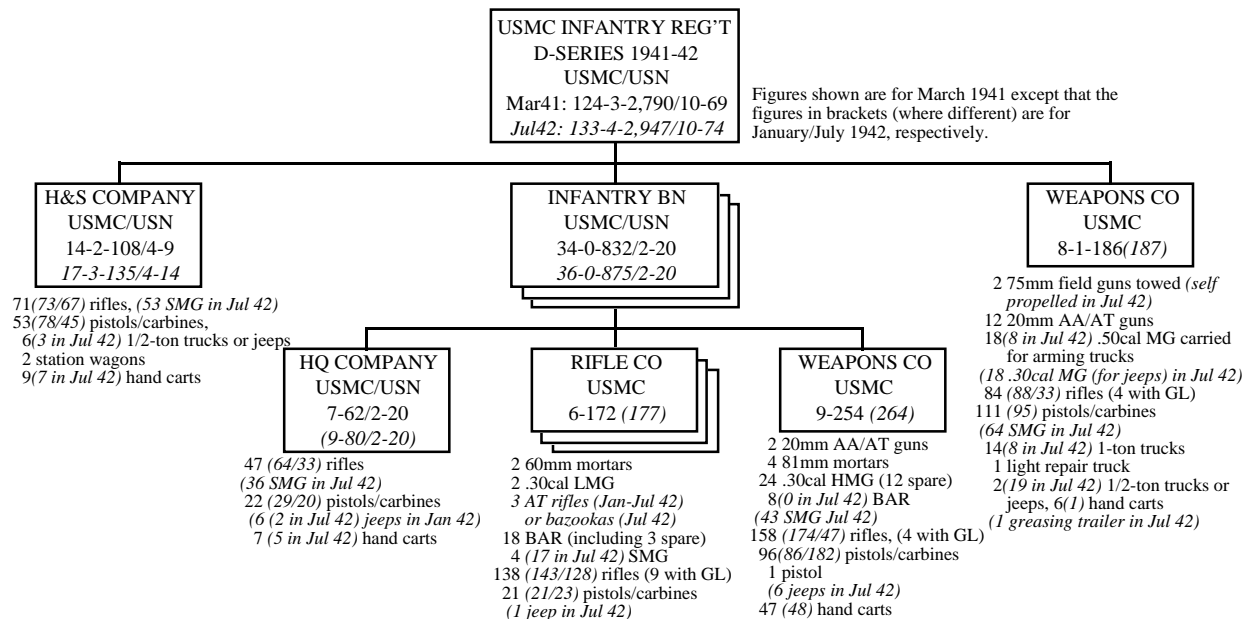 USMC INFANTRY REG'T
D-SERIES 1941-42
USMC/USN
Mar41: 124-3-2,790/10-69
Jul42: 133-4-2,947/10-74
Figures shown are for March 1941 except that the
figures in brackets (where different) are for
January/July 1942, respectively.
H&S COMPANY
USMC/USN
14-2-108/4-9
17-3-135/4-14
71(73/67) rifles, (53 SMG in Jul 42)
53(78/45) pistols/carbines,
6(3 in Jul 42) 1/2-ton trucks or jeeps
2 station wagons
9(7 in Jul 42) hand carts
INFANTRY BN
USMC/USN
34-0-832/2-20
36-0-875/2-20
WEAPONS CO
USMC
8-1-186(187)
2 75mm field guns towed (self
propelled in Jul 42)
12 20mm AA/AT guns
18(8 in Jul 42) .50cal MG carried
for arming trucks
(18 .30cal MG (for jeeps) in Jul 42)
84 (88/33) rifles (4 with GL)
111 (95) pistols/carbines
(64 SMG in Jul 42)
14(8 in Jul 42) 1-ton trucks
1 light repair truck
2(19 in Jul 42) 1/2-ton trucks or
jeeps, 6(1) hand carts
(1 greasing trailer in Jul 42)
HQ COMPANY
USMC/USN
7-62/2-20
(9-80/2-20)
47 (64/33) rifles
(36 SMG in Jul 42)
22 (29/20) pistols/carbines
(6 (2 in Jul 42) jeeps in Jan 42)
7 (5 in Jul 42) hand carts
RIFLE CO
USMC
6-172 (177)
2 60mm mortars
2 .30cal LMG
3 AT rifles (Jan-Jul 42)
or bazookas (Jul 42)
18 BAR (including 3 spare)
4 (17 in Jul 42) SMG
138 (143/128) rifles (9 with GL)
21 (21/23) pistols/carbines
(1 jeep in Jul 42)
WEAPONS CO
USMC
9-254 (264)
2 20mm AA/AT guns
4 81mm mortars
24 .30cal HMG (12 spare)
8(0 in Jul 42) BAR
(43 SMG Jul 42)
158 (174/47) rifles, (4 with GL)
96(86/182) pistols/carbines
1 pistol
(6 jeeps in Jul 42)
47 (48) hand carts